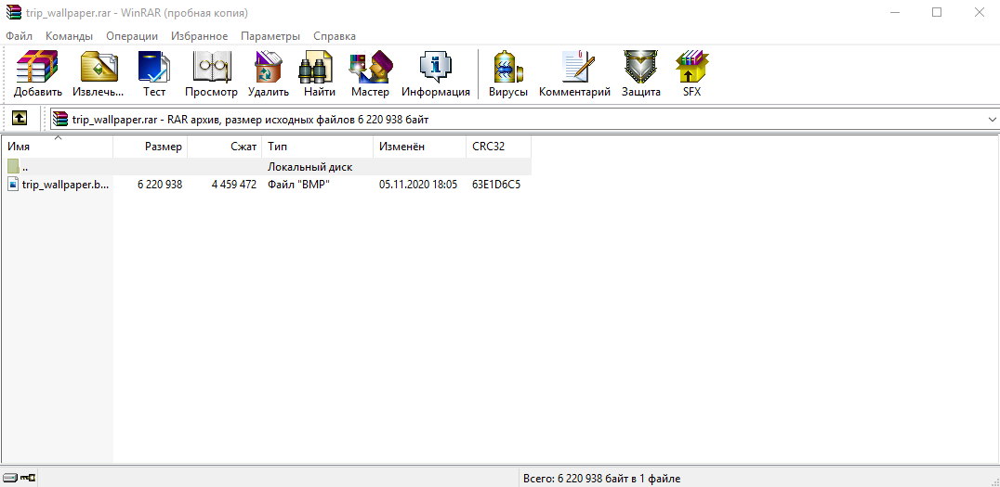 trip_wallpaper.rar - WinRAR (пробная копия)
Файл Команды Операции Избранное Параметры Справка
Добавить Извлечь... Тест Просмотр Удалить Найти Мастер Информация Вирусы Комментарий Защита SFX
trip_wallpaper.rar - RAR архив, размер исходных файлов 6 220 938 байт
Имя Размер Сжат Тип Изменён CRC32
.. Локальный диск
trip_wallpaper.b... 6 220 938 4 459 472 Файл "BMP" 05.11.2020 18:05 63E1D6C5
Всего: 6 220 938 байт в 1 файле